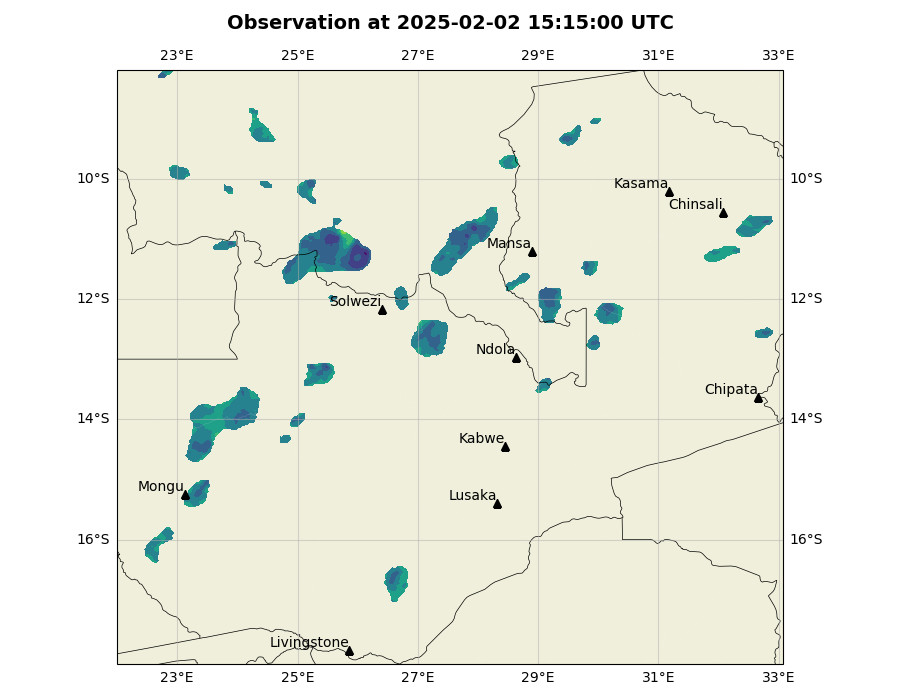 Observation at 2025-02-02 15:15:00 UTC
23°E 25°E 27°E 29°E 31°E 33°E
10°S 10°S
Kasama
Chinsali
Mansa
12°S 12°S
Solwezi
Ndola
Chipata
14°S 14°S
Kabwe
Mongu
Lusaka
16°S 16°S
Livingstone
23°E 25°E 27°E 29°E 31°E 33°E